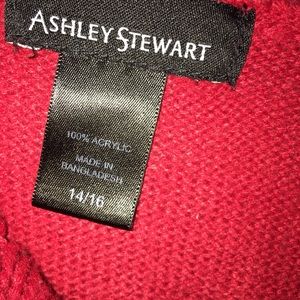 ASHLEY STEWART
100% ACRYLIC
MADE IN
BANGLADESH
14/16